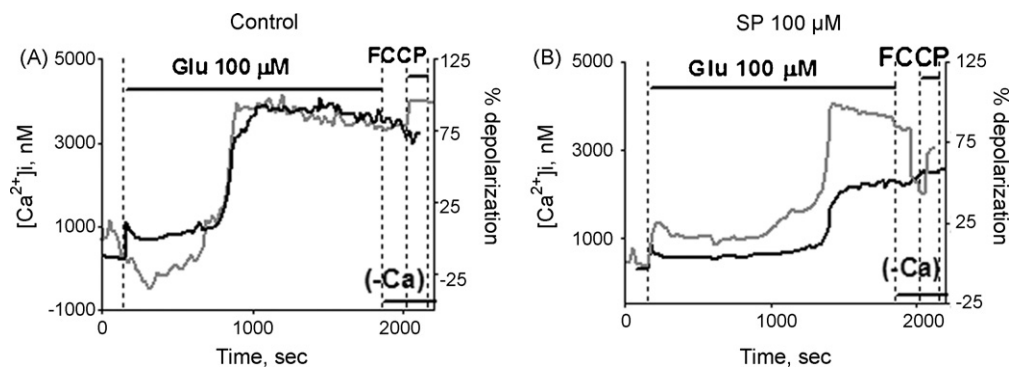 Control
(A)
5000
3000
1000
-1000
[Ca²⁺]i, nM
Glu 100 µM
FCCP
(-Ca)
125
75
25
-25
% depolarization
0
1000
2000
Time, sec
SP 100 µM
(B)
5000
3000
1000
[Ca²⁺]i, nM
Glu 100 µM
FCCP
(-Ca)
125
75
25
-25
% depolarization
0
1000
2000
Time, sec